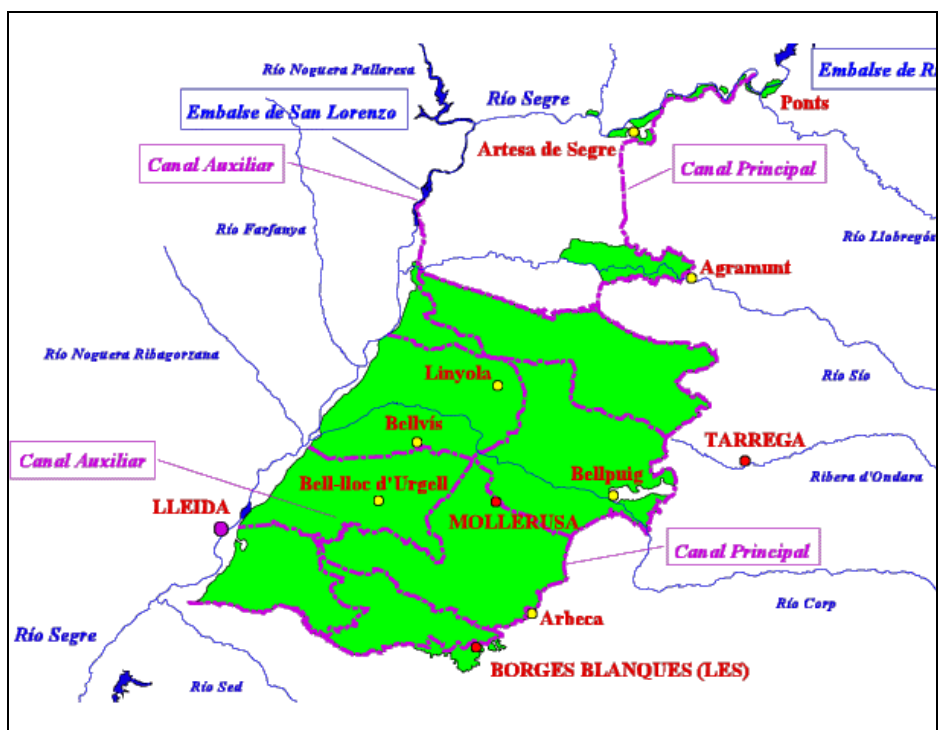 Río Noguera Pallaresa
Embalse de R
Embalse de San Lorenzo
Río Segre
Ponts
Artesa de Segre
Canal Auxiliar
Canal Principal
Río Farfanya
Río Llobregós
Agramunt
Río Noguera Ribagorzana
Linyola
Río Sío
Bellvís
TARREGA
Canal Auxiliar
Bell-lloc d'Urgell
Bellpuig
Ribera d'Ondara
LLEIDA
MOLLERUSA
Canal Principal
Río Corp
Arbeca
Río Segre
BORGES BLANQUES (LES)
Río Sed